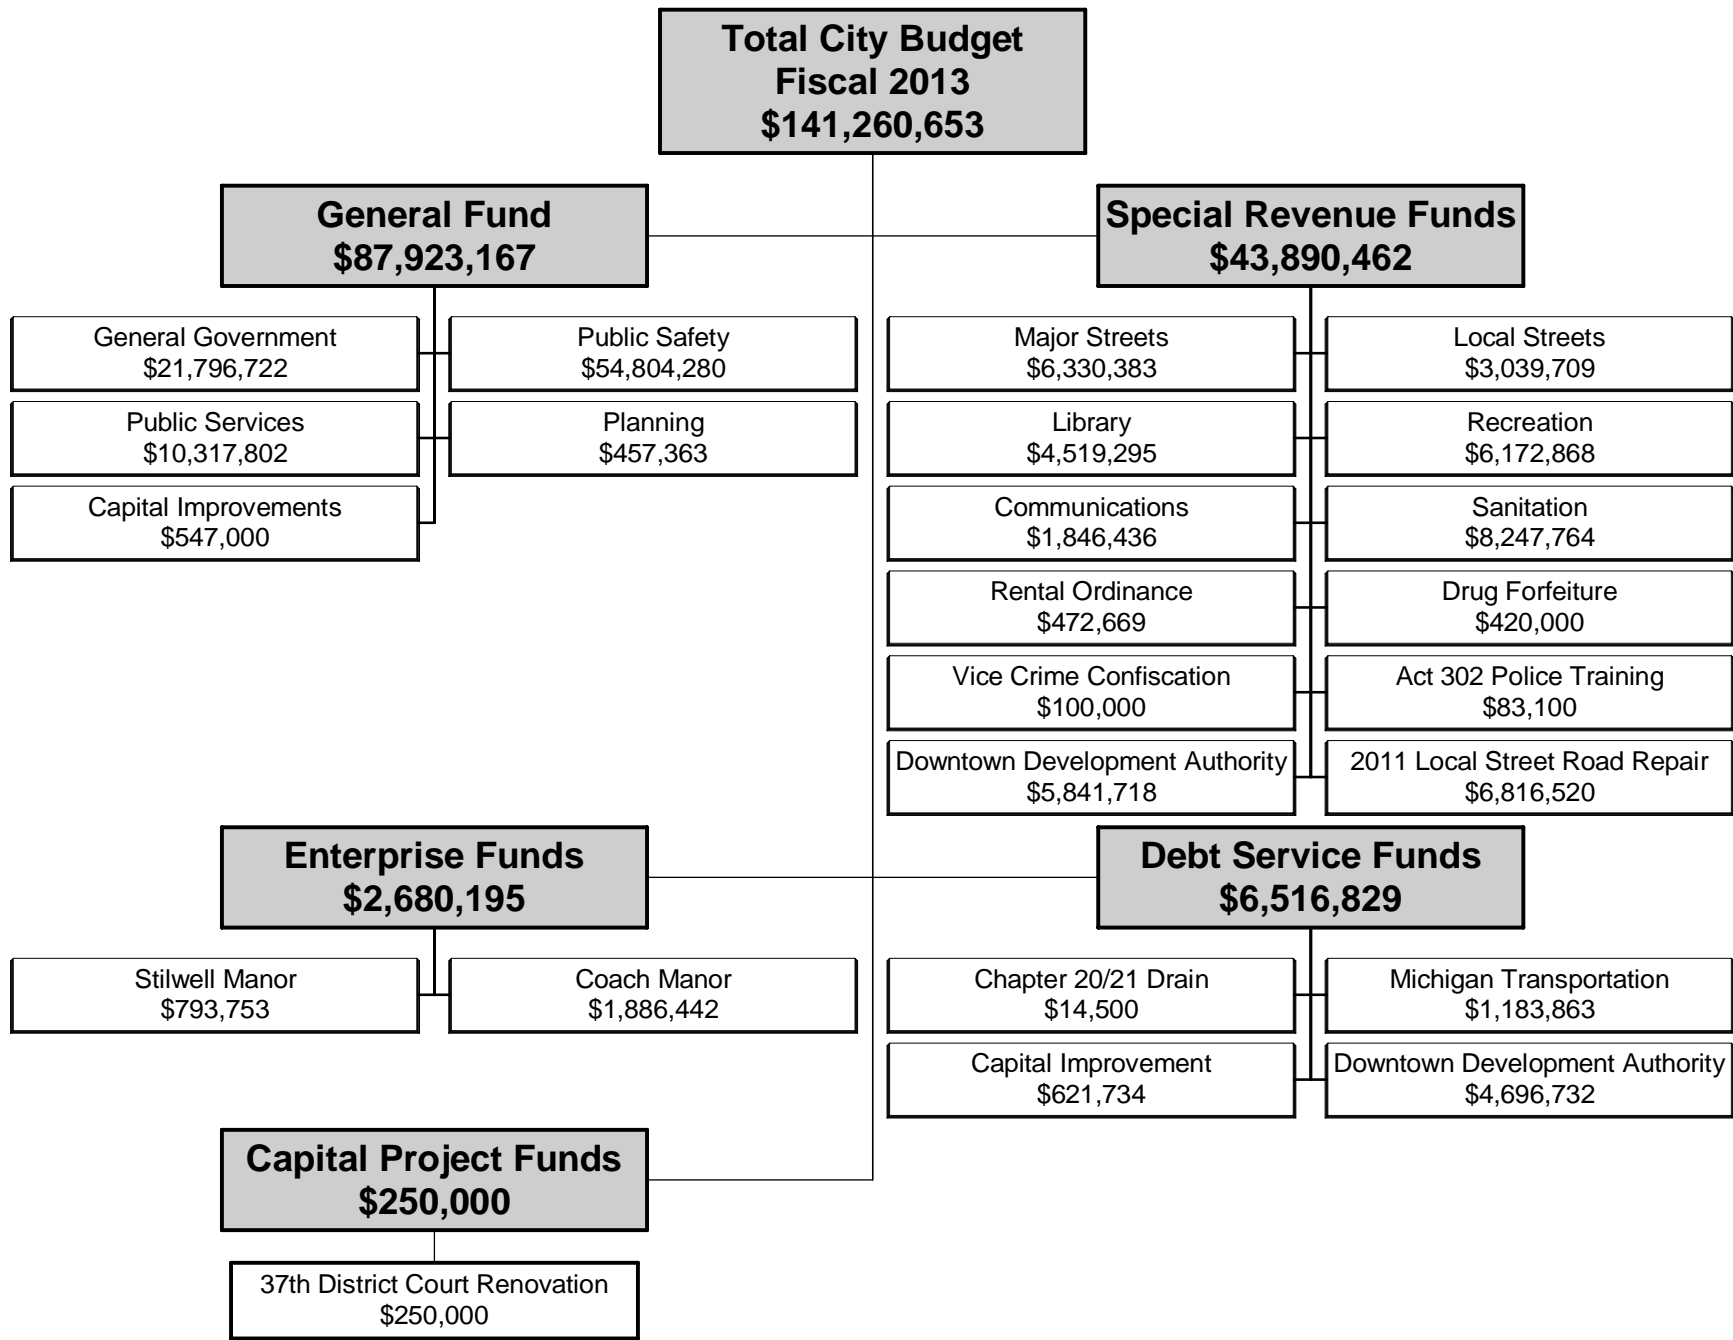 Total City Budget
Fiscal 2013
$141,260,653
General Fund
$87,923,167
Special Revenue Funds
$43,890,462
General Government
$21,796,722
Public Safety
$54,804,280
Public Services
$10,317,802
Planning
$457,363
Capital Improvements
$547,000
Major Streets
$6,330,383
Local Streets
$3,039,709
Library
$4,519,295
Recreation
$6,172,868
Communications
$1,846,436
Sanitation
$8,247,764
Rental Ordinance
$472,669
Drug Forfeiture
$420,000
Vice Crime Confiscation
$100,000
Act 302 Police Training
$83,100
Downtown Development Authority
$5,841,718
2011 Local Street Road Repair
$6,816,520
Enterprise Funds
$2,680,195
Debt Service Funds
$6,516,829
Stilwell Manor
$793,753
Coach Manor
$1,886,442
Chapter 20/21 Drain
$14,500
Michigan Transportation
$1,183,863
Capital Improvement
$621,734
Downtown Development Authority
$4,696,732
Capital Project Funds
$250,000
37th District Court Renovation
$250,000